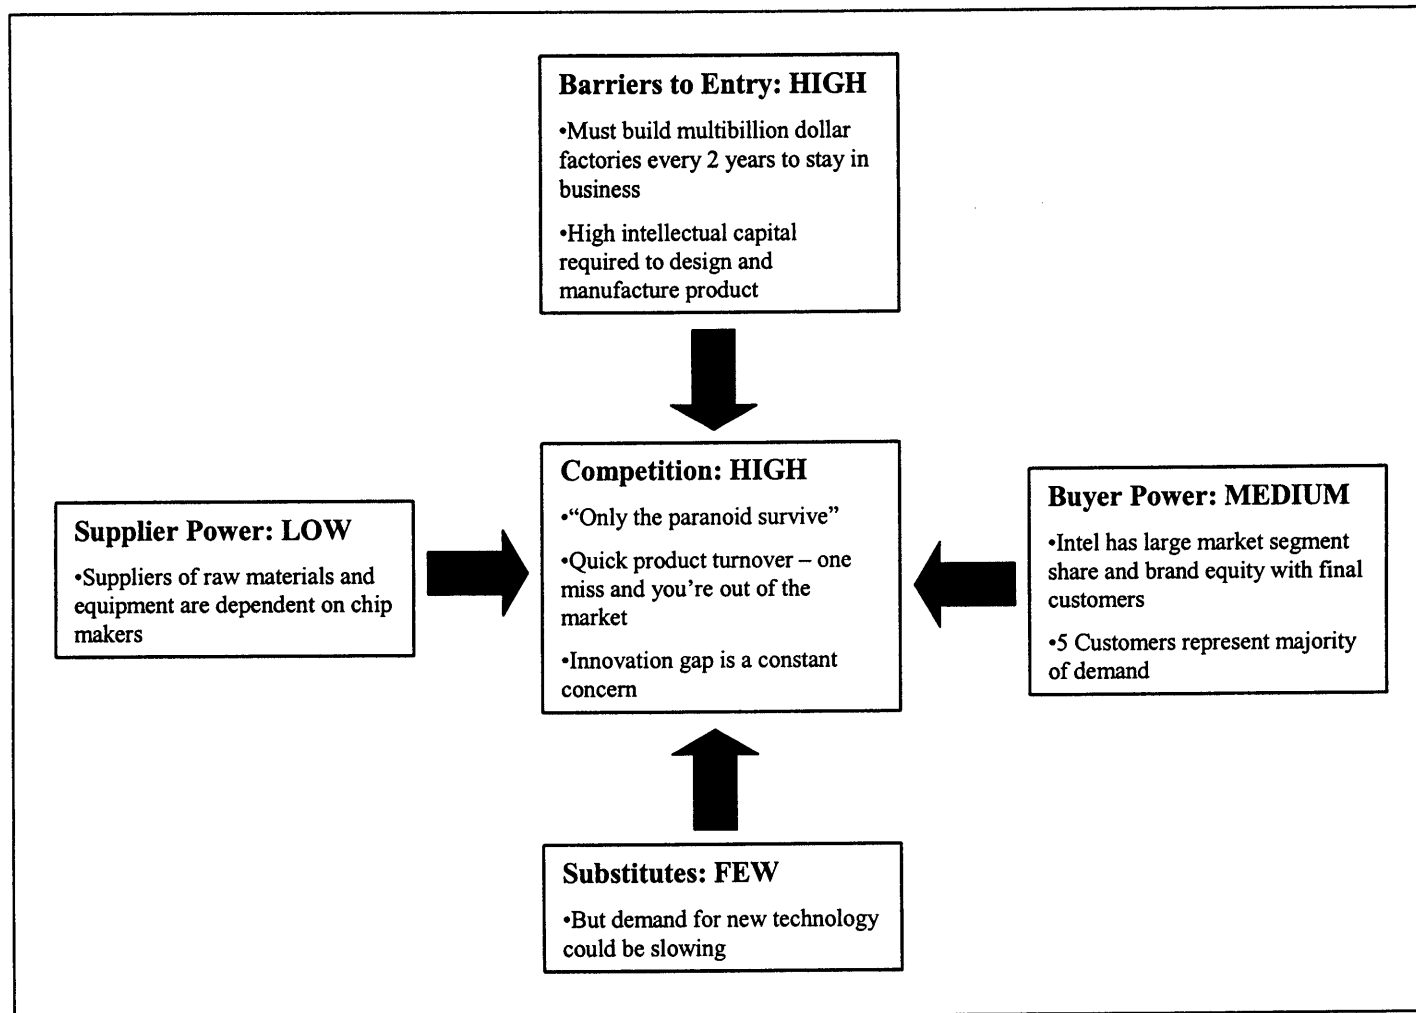 Barriers to Entry: HIGH
•Must build multibillion dollar
factories every 2 years to stay in
business
•High intellectual capital
required to design and
manufacture product
Competition: HIGH
•“Only the paranoid survive”
•Quick product turnover – one
miss and you’re out of the
market
•Innovation gap is a constant
concern
Supplier Power: LOW
•Suppliers of raw materials and
equipment are dependent on chip
makers
Buyer Power: MEDIUM
•Intel has large market segment
share and brand equity with final
customers
•5 Customers represent majority
of demand
Substitutes: FEW
•But demand for new technology
could be slowing